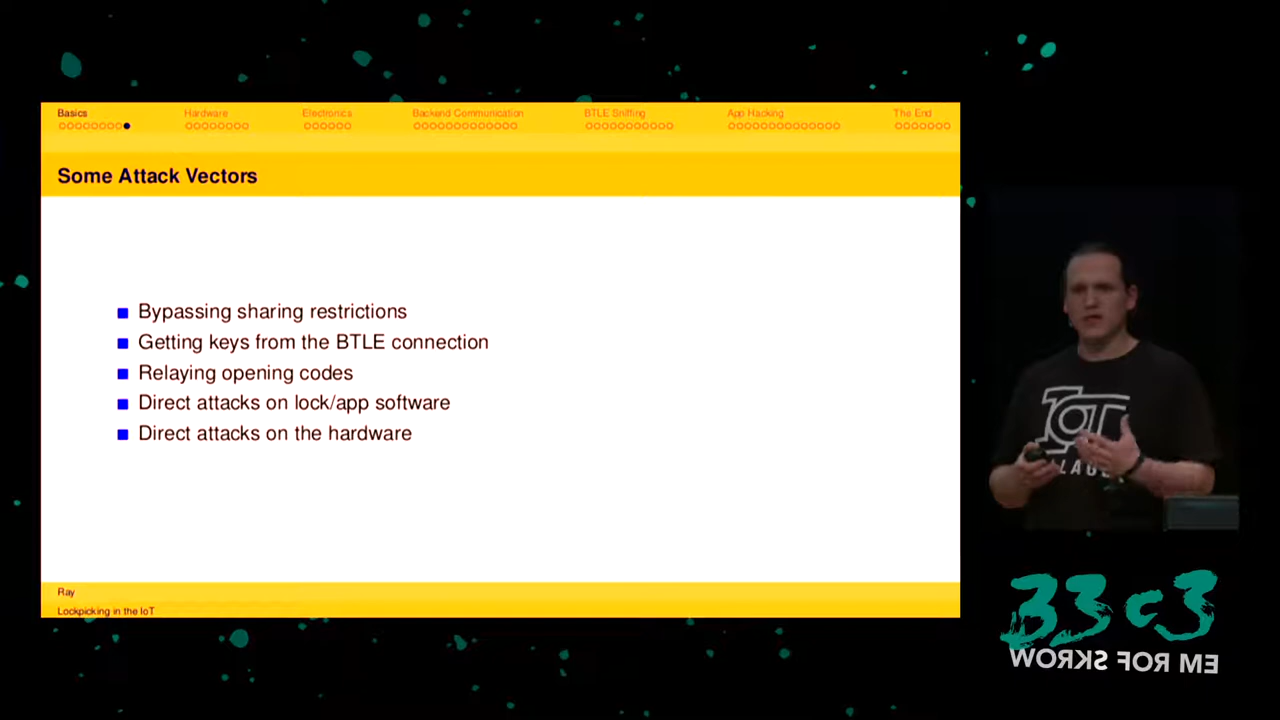 Basics
Hardware
Electronics
Backend Communication
BTLE Sniffing
App Hacking
The End
Some Attack Vectors
Bypassing sharing restrictions
Getting keys from the BTLE connection
Relaying opening codes
Direct attacks on lock/app software
Direct attacks on the hardware
Ray
Lockpicking in the IoT
IOT
33c3
WORKS FOR ME